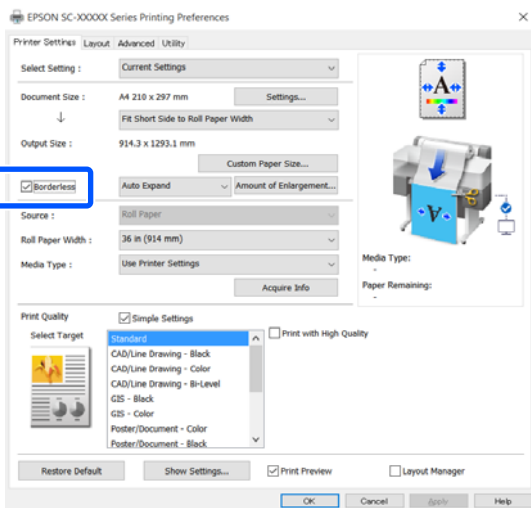 EPSON SC-XXXXX Series Printing Preferences
Printer Settings Layout Advanced Utility
Select Setting : Current Settings
Document Size : A4 210 x 297 mm Settings...
Fit Short Side to Roll Paper Width
Output Size : 914.3 x 1293.1 mm
Custom Paper Size...
Borderless Auto Expand Amount of Enlargement...
Source : Roll Paper
Roll Paper Width : 36 in (914 mm)
Media Type : Use Printer Settings
Acquire Info
A
A
Media Type:
-
Paper Remaining:
-
Print Quality Simple Settings
Select Target
Standard
CAD/Line Drawing - Black
CAD/Line Drawing - Color
CAD/Line Drawing - Bi-Level
GIS - Black
GIS - Color
Poster/Document - Color
Poster/Document - Black
Print with High Quality
Restore Default Show Settings... Print Preview Layout Manager
OK Cancel Apply Help